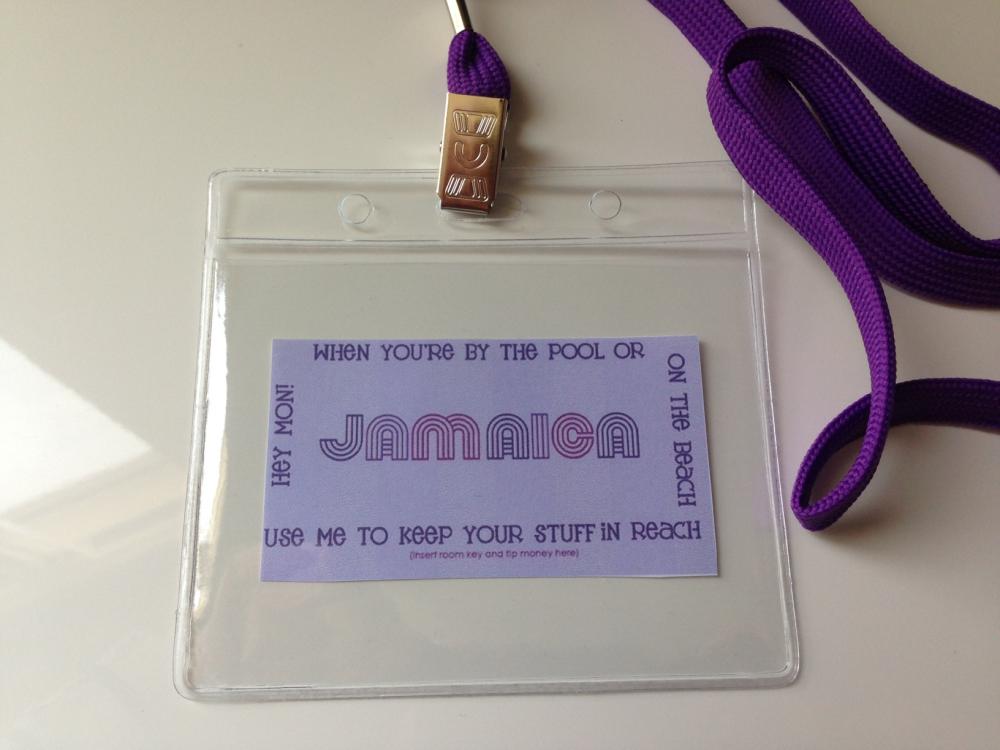 HEY MON!
WHEN YOU'RE BY THE POOL OR
ON THE BEACH
JAMAICA
USE ME TO KEEP YOUR STUFF IN REACH
(insert room key and tip money here)